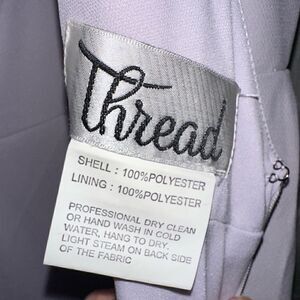 Thread
SHELL : 100%POLYESTER
LINING : 100%POLYESTER
PROFESSIONAL DRY CLEAN
OR HAND WASH IN COLD
WATER, HANG TO DRY.
LIGHT STEAM ON BACK SIDE
OF THE FABRIC